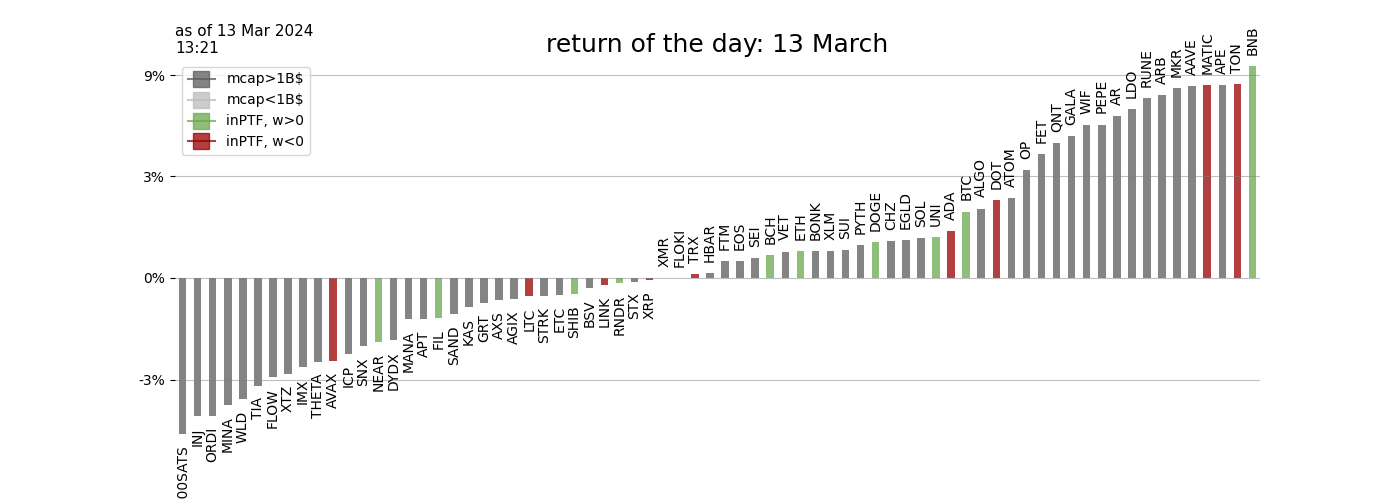 as of 13 Mar 2024
13:21
return of the day: 13 March
mcap>1B$
mcap<1B$
inPTF, w>0
inPTF, w<0
9%
3%
0%
-3%
00SATS
INJ
ORDI
MINA
WLD
TIA
FLOW
XTZ
IMX
THETA
AVAX
ICP
SNX
NEAR
DYDX
MANA
APT
FIL
SAND
KAS
GRT
AXS
AGIX
LTC
STRK
ETC
SHIB
BSV
LINK
RNDR
STX
XRP
XMR
FLOKI
TRX
HBAR
FTM
EOS
SEI
BCH
VET
ETH
BONK
XLM
SUI
PYTH
DOGE
CHZ
EGLD
SOL
UNI
ADA
BTC
ALGO
DOT
ATOM
OP
FET
QNT
GALA
WIF
PEPE
AR
LDO
RUNE
ARB
MKR
AAVE
MATIC
APE
TON
BNB